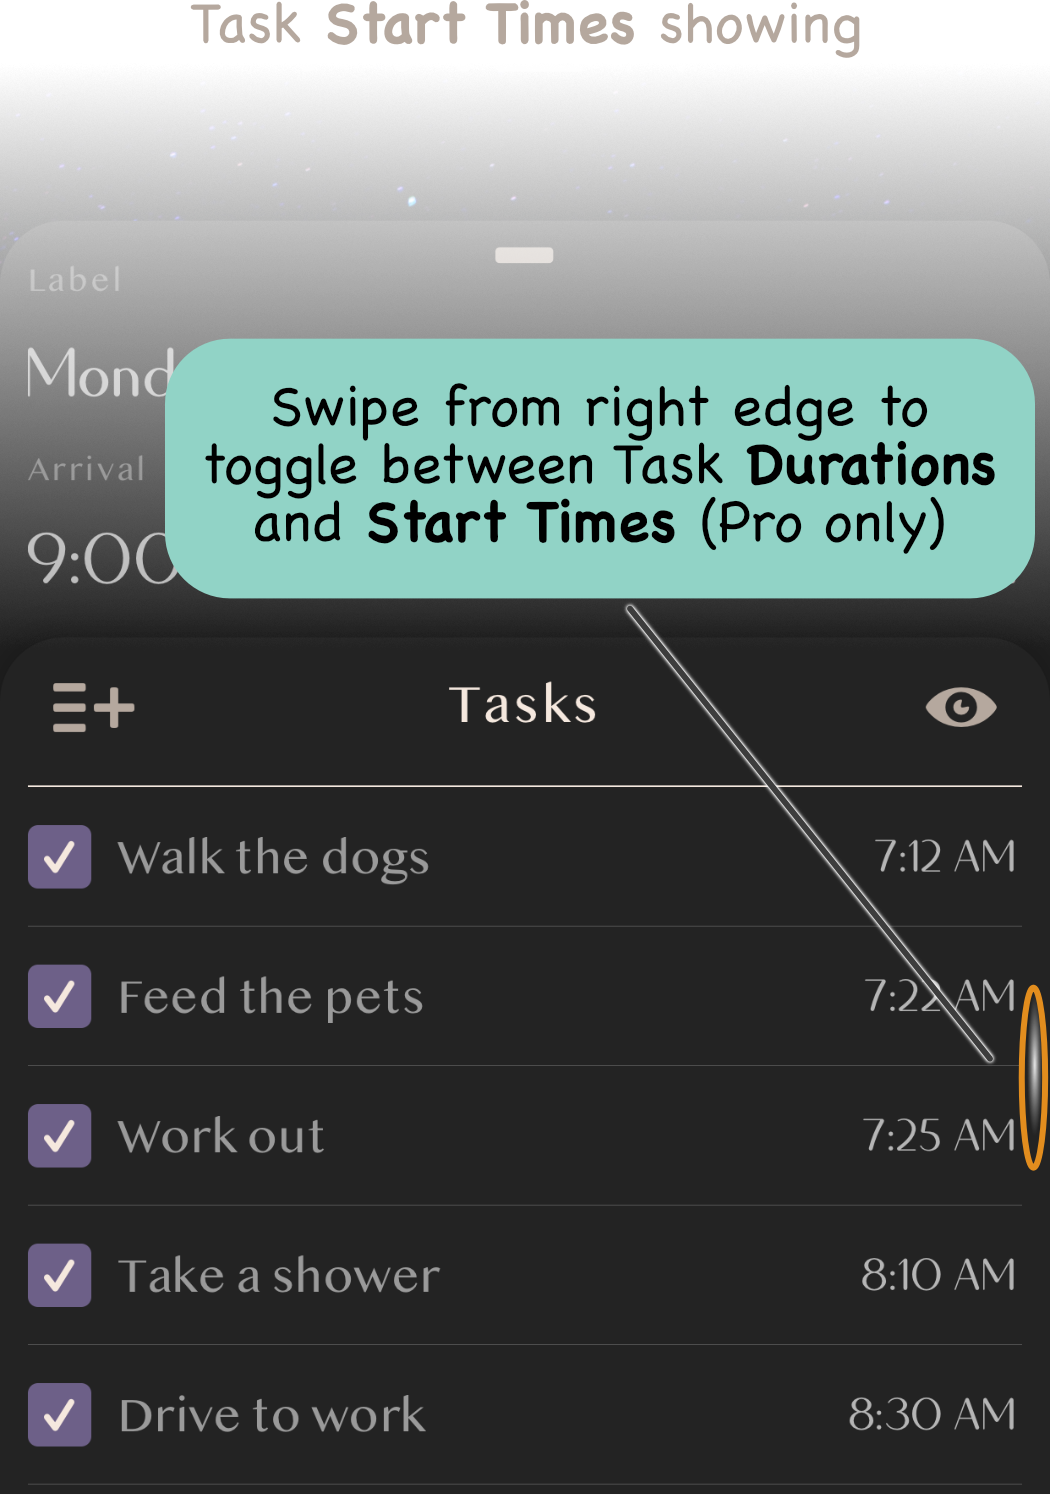 Task Start Times showing
Label
Arrival
9:00
Swipe from right edge to
toggle between Task Durations
and Start Times (Pro only)
Tasks
Walk the dogs 7:12 AM
Feed the pets 7:22 AM
Work out 7:25 AM
Take a shower 8:10 AM
Drive to work 8:30 AM